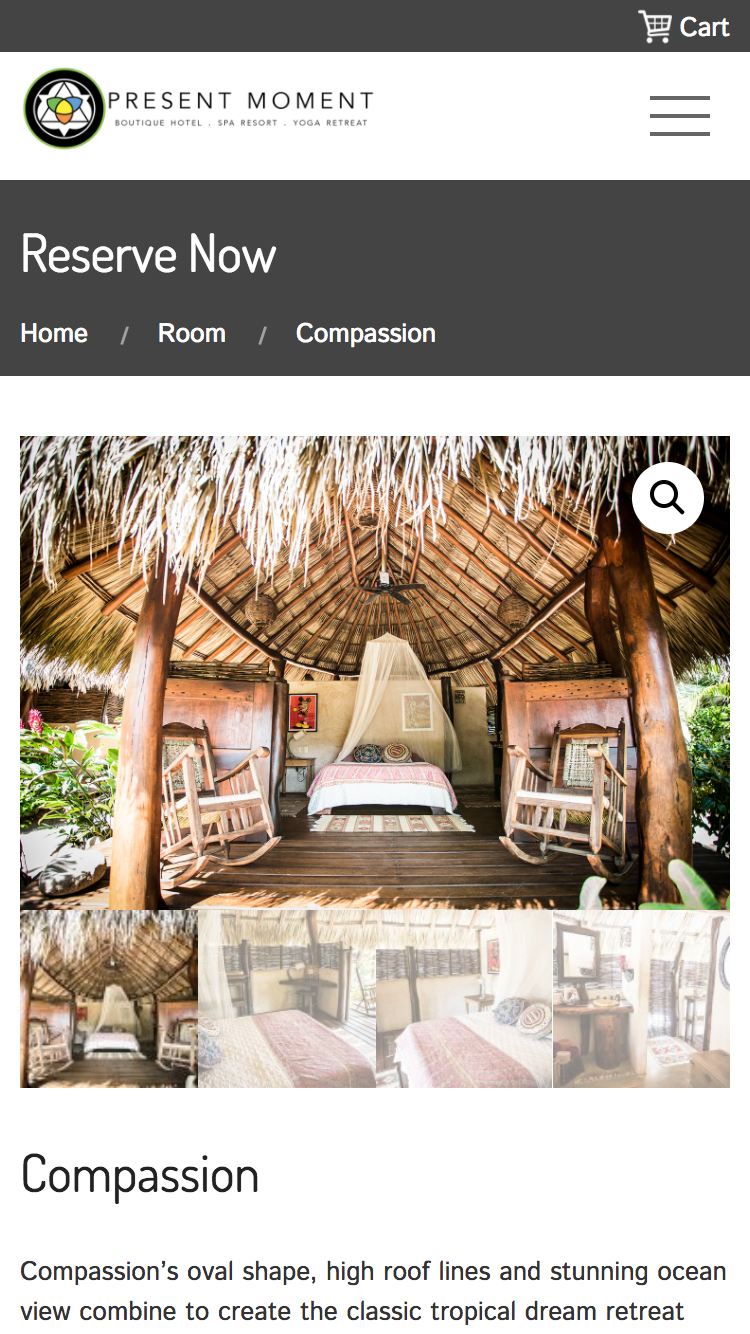 Cart
PRESENT MOMENT
BOUTIQUE HOTEL . SPA RESORT . YOGA RETREAT
Reserve Now
Home / Room / Compassion
Compassion
Compassion’s oval shape, high roof lines and stunning ocean
view combine to create the classic tropical dream retreat